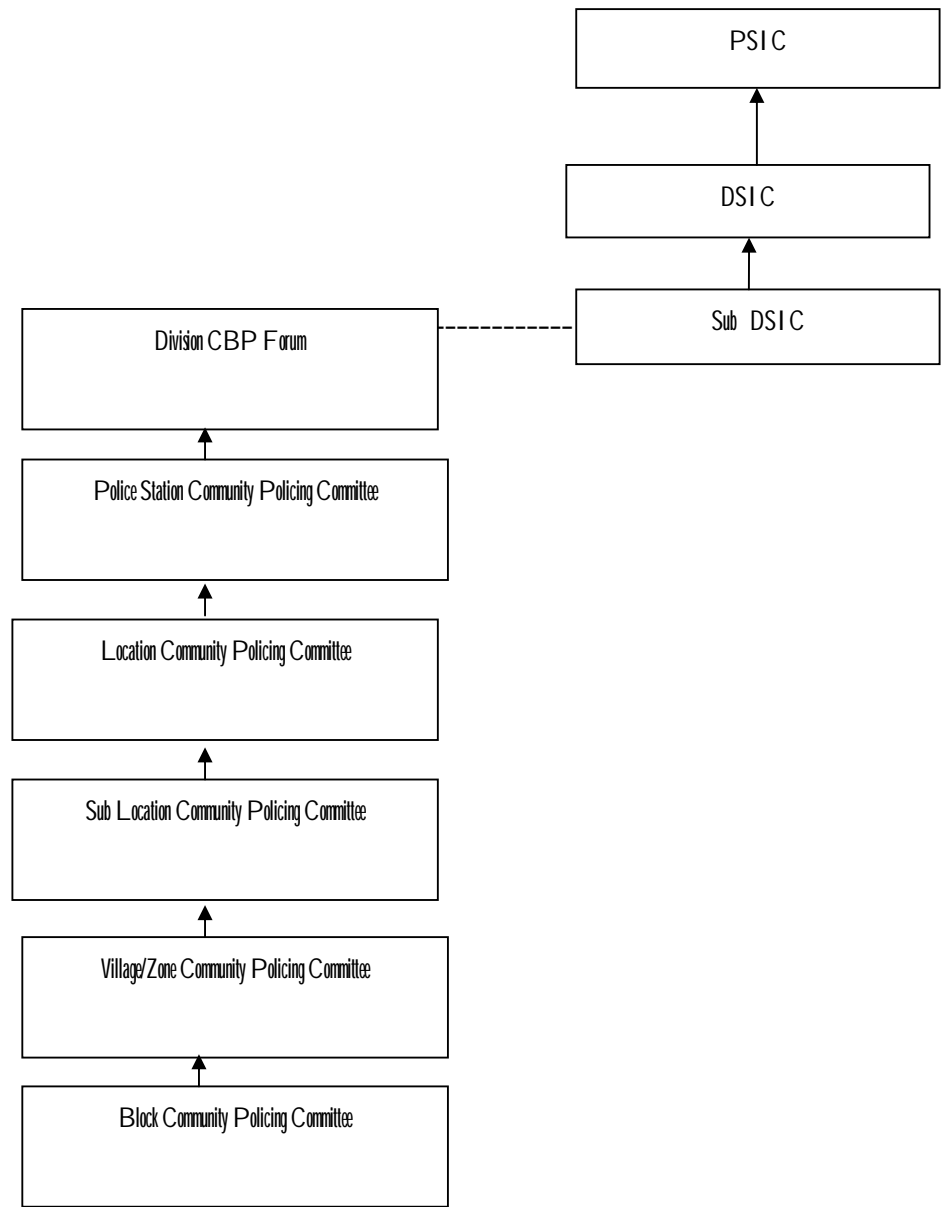 PSIC
DSIC
Sub DSIC
Division CBP Forum
Police Station Community Policing Committee
Location Community Policing Committee
Sub Location Community Policing Committee
Village/Zone Community Policing Committee
Block Community Policing Committee